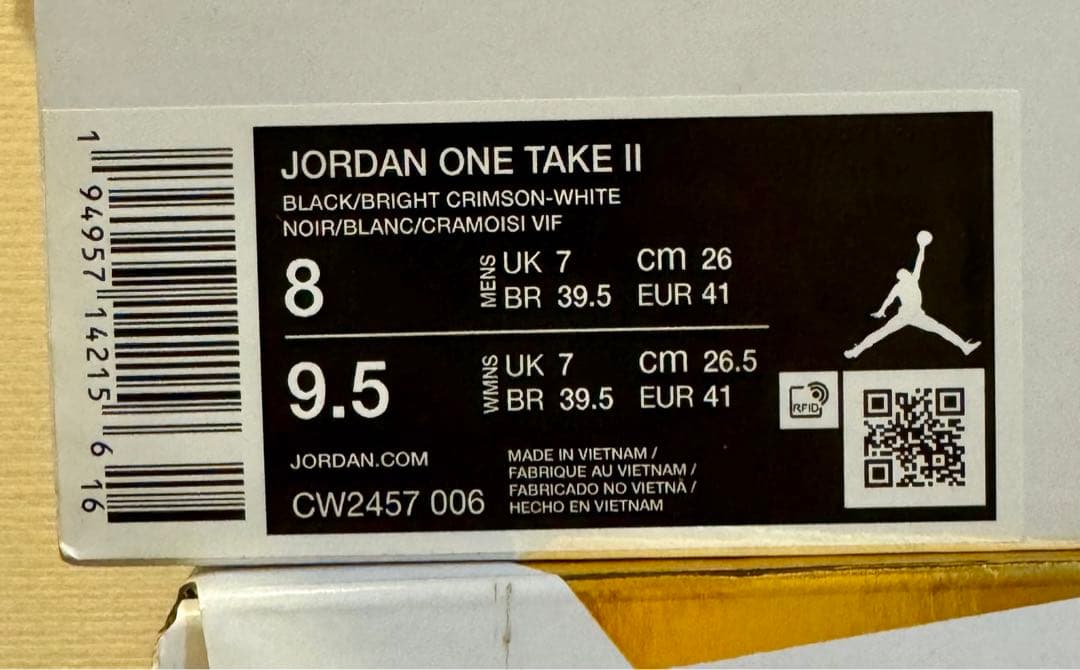 JORDAN ONE TAKE II
BLACK/BRIGHT CRIMSON-WHITE
NOIR/BLANC/CRAMOISI VIF
8
MENS
UK 7 cm 26
BR 39.5 EUR 41
9.5
WMNS
UK 7 cm 26.5
BR 39.5 EUR 41
RFID
JORDAN.COM
CW2457 006
MADE IN VIETNAM /
FABRIQUE AU VIETNAM /
FABRICADO NO VIETNÃ /
HECHO EN VIETNAM
1 94957 14215 6 16